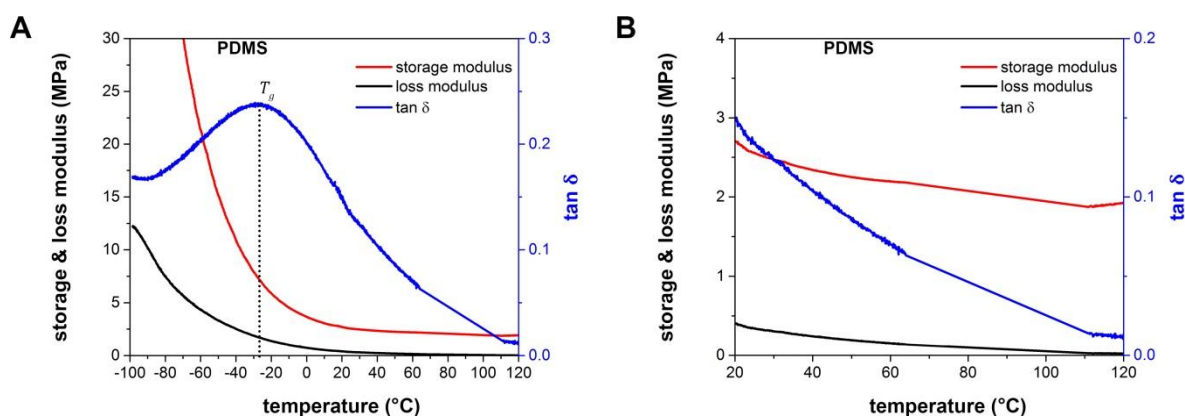 A
PDMS
storage modulus
loss modulus
tan δ
T_g
storage & loss modulus (MPa)
30
25
20
15
10
5
0
0.3
0.2
0.1
0.0
tan δ
-100 -80 -60 -40 -20 0 20 40 60 80 100 120
temperature (°C)
B
PDMS
storage modulus
loss modulus
tan δ
storage & loss modulus (MPa)
4
3
2
1
0
0.2
0.1
0.0
tan δ
20 40 60 80 100 120
temperature (°C)